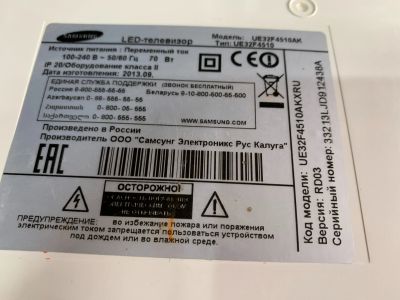 SAMSUNG
LED-телевизор
Модель: UE32F4510AK
Тип: UE32F4510
Источник питания : Переменный ток
100-240 В ~ 50/60 Гц 70 Вт
IP 20/Оборудование класса II
Дата изготовления: 2013.09.
ЕДИНАЯ СЛУЖБА ПОДДЕРЖКИ (ЗВОНОК БЕСПЛАТНЫЙ)
Россия 8-800-555-55-55
Беларусь 8-10-800-500-55-500
Azərbaycan 0-88-555-55-55
0-800-05-555
0-800-555-555
WWW.SAMSUNG.COM
Произведено в России
Производитель ООО "Самсунг Электроникс Рус Калуга"
EAC
ОСТОРОЖНО!
ПРЕДУПРЕЖДЕНИЕ:
во избежание пожара или поражения
электрическим током запрещается пользоваться устройством
под дождем или во влажной среде.
Код модели: UE32F4510AKXRU
Версия: RD03
Серийный номер: 33213LJD912438A